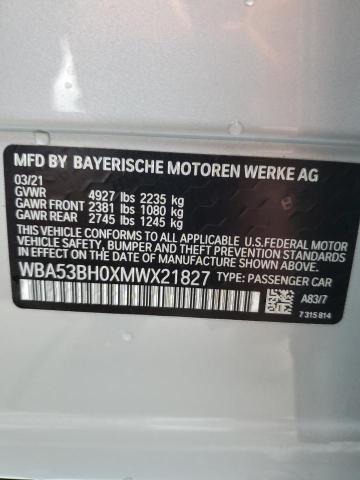 MFD BY BAYERISCHE MOTOREN WERKE AG
03/21
GVWR 4927 lbs 2235 kg
GAWR FRONT 2381 lbs 1080 kg
GAWR REAR 2745 lbs 1245 kg
THIS VEHICLE CONFORMS TO ALL APPLICABLE U.S.FEDERAL MOTOR
VEHICLE SAFETY, BUMPER, AND THEFT PREVENTION STANDARDS
IN EFFECT ON THE DATE OF MANUFACTURE SHOWN ABOVE.
WBA53BH0XMWX21827 TYPE: PASSENGER CAR
A83/7
7 315 814